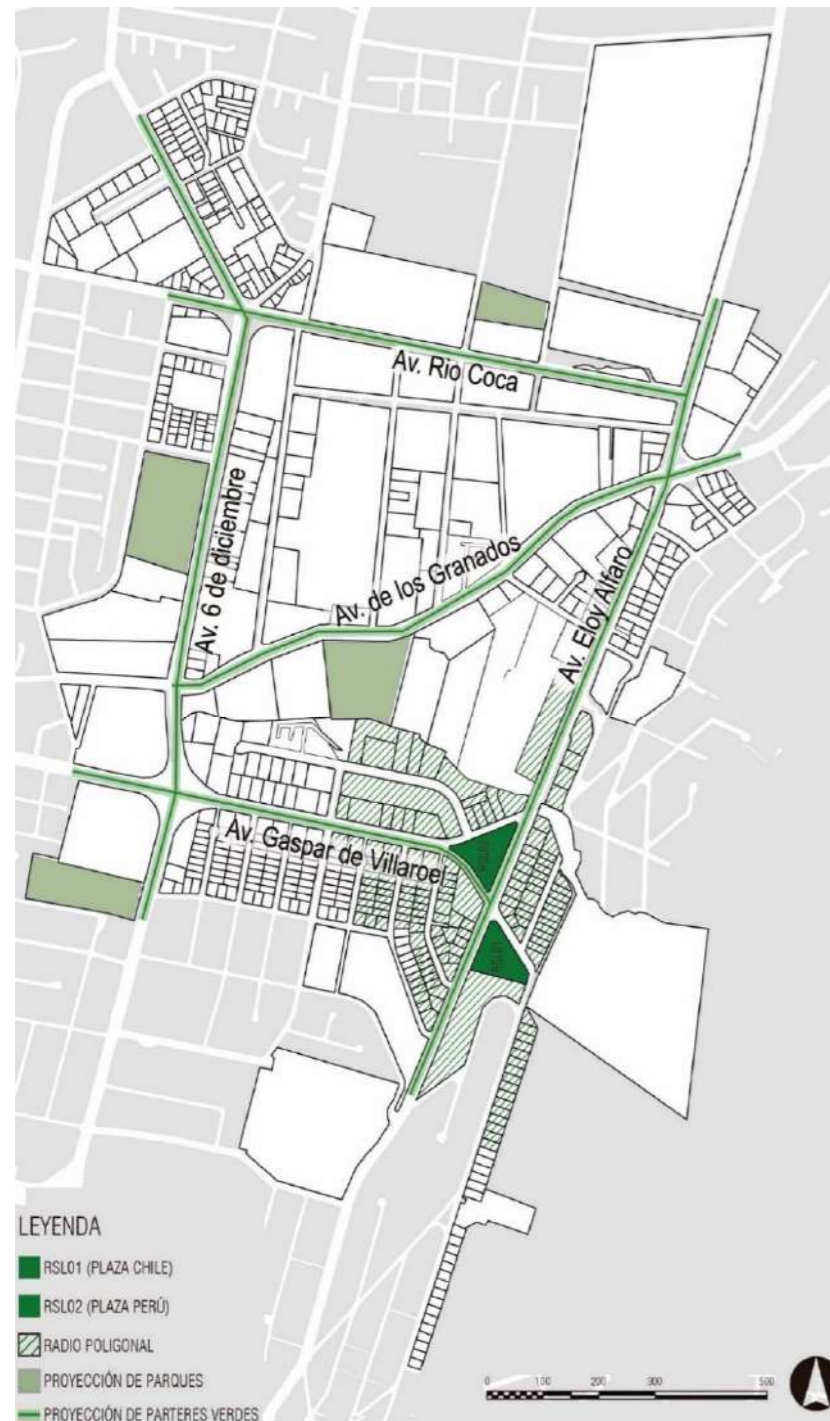 Av. Rio Coca
Av. 6 de diciembre
Av. de los Granados
Av. Eloy Alfaro
Av. Gaspar de Villaroel
RSL02
RSL01
LEYENDA
RSL01 (PLAZA CHILE)
RSL02 (PLAZA PERÚ)
RADIO POLIGONAL
PROYECCIÓN DE PARQUES
PROYECCIÓN DE PARTERES VERDES
0 100 200 300 500